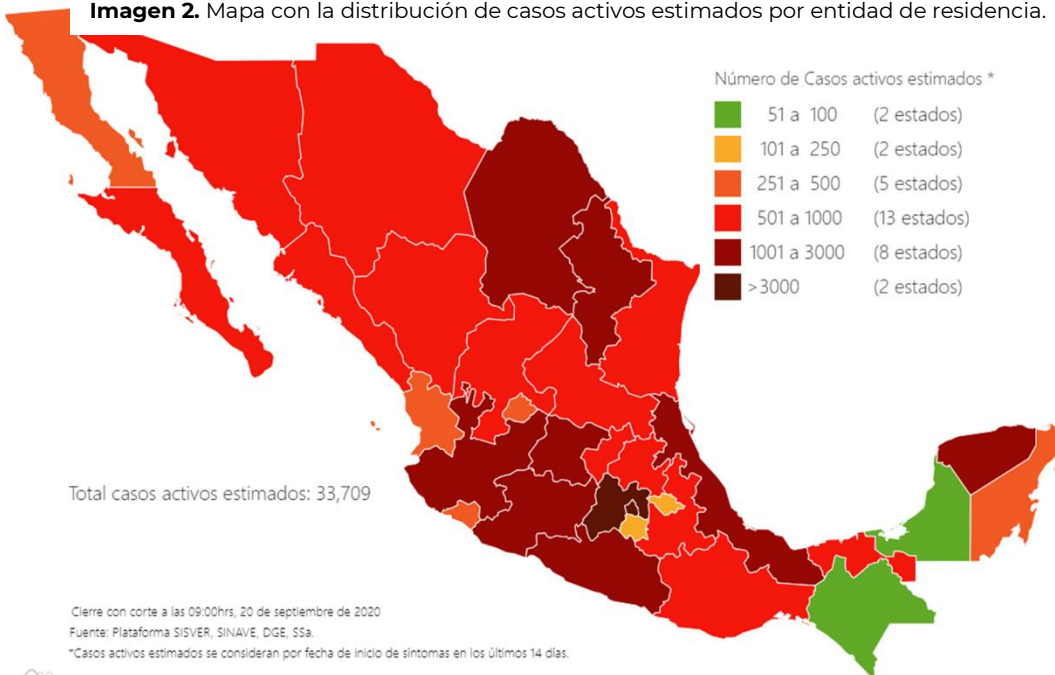 Imagen 2. Mapa con la distribución de casos activos estimados por entidad de residencia.
Número de Casos activos estimados *
51 a 100 (2 estados)
101 a 250 (2 estados)
251 a 500 (5 estados)
501 a 1000 (13 estados)
1001 a 3000 (8 estados)
>3000 (2 estados)
Total casos activos estimados: 33,709
Cierre con corte a las 09:00hrs, 20 de septiembre de 2020
Fuente: Plataforma SISVER, SINAVE, DGE, SSa.
*Casos activos estimados se consideran por fecha de inicio de síntomas en los últimos 14 días.